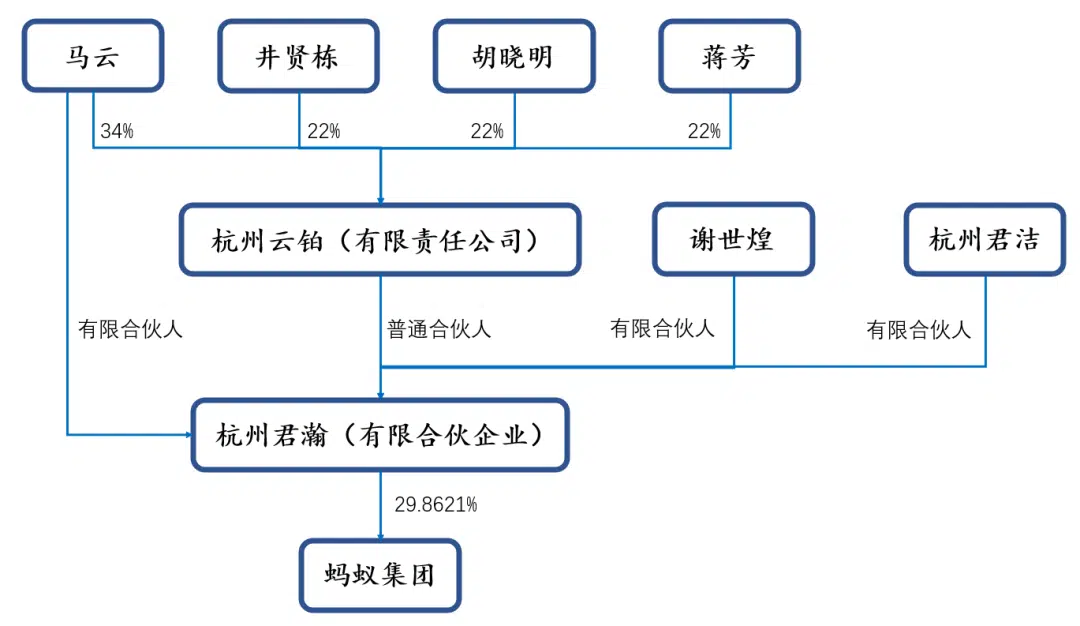 马云
井贤栋
胡晓明
蒋芳
34%
22%
22%
22%
杭州云铂（有限责任公司）
谢世煌
杭州君洁
有限合伙人
普通合伙人
有限合伙人
有限合伙人
杭州君瀚（有限合伙企业）
29.8621%
蚂蚁集团